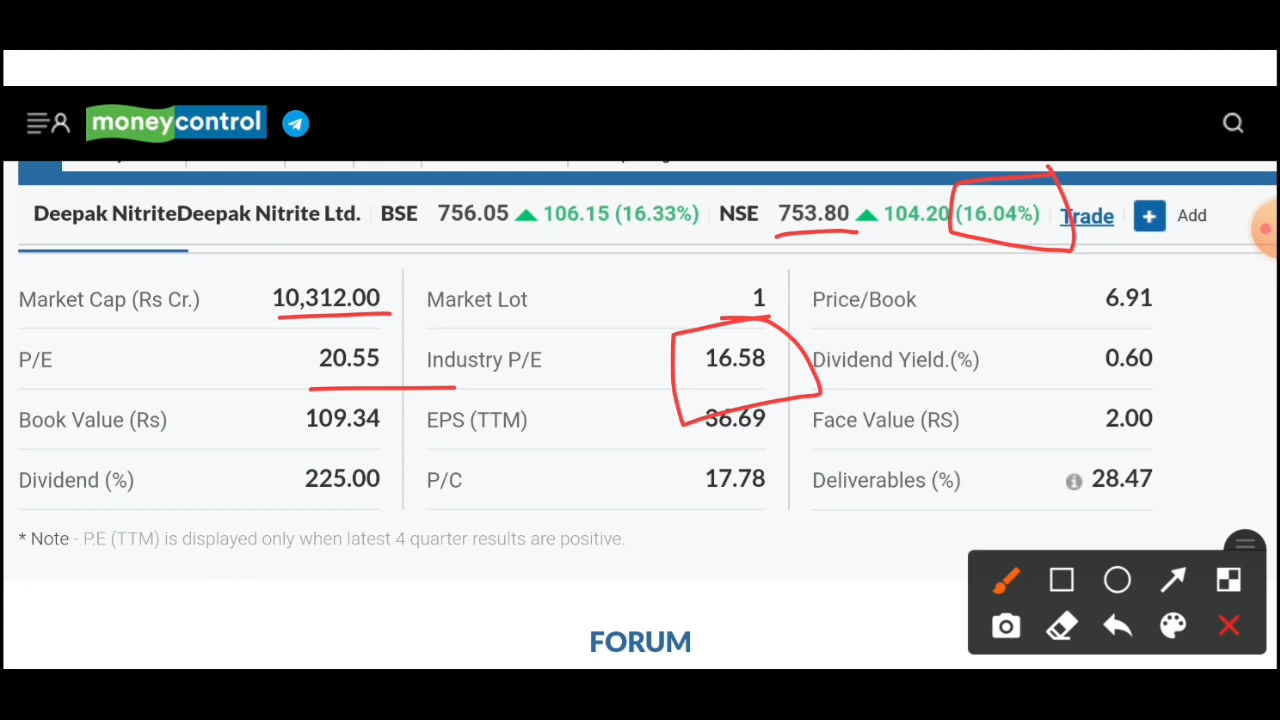 moneycontrol
Deepak NitriteDeepak Nitrite Ltd. BSE 756.05 106.15 (16.33%) NSE 753.80 104.20 (16.04%) Trade + Add
Market Cap (Rs Cr.) 10,312.00 Market Lot 1 Price/Book 6.91
P/E 20.55 Industry P/E 16.58 Dividend Yield.(%) 0.60
Book Value (Rs) 109.34 EPS (TTM) 36.69 Face Value (RS) 2.00
Dividend (%) 225.00 P/C 17.78 Deliverables (%) i 28.47
* Note - P.E (TTM) is displayed only when latest 4 quarter results are positive.
FORUM